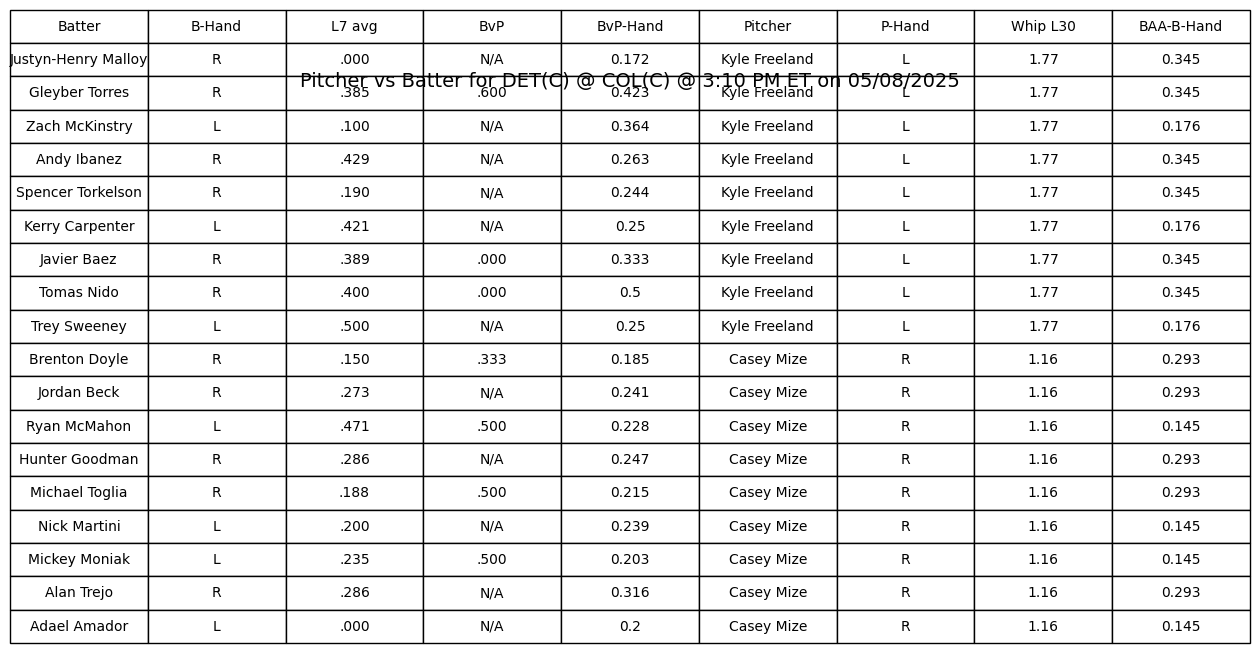 Batter B-Hand L7 avg BvP BvP-Hand Pitcher P-Hand Whip L30 BAA-B-Hand
Justyn-Henry Malloy R .000 N/A 0.172 Kyle Freeland L 1.77 0.345
Pitcher vs Batter for DET(C) @ COL(C) @ 3:10 PM ET on 05/08/2025
Gleyber Torres R .385 .600 0.423 Kyle Freeland L 1.77 0.345
Zach McKinstry L .100 N/A 0.364 Kyle Freeland L 1.77 0.176
Andy Ibanez R .429 N/A 0.263 Kyle Freeland L 1.77 0.345
Spencer Torkelson R .190 N/A 0.244 Kyle Freeland L 1.77 0.345
Kerry Carpenter L .421 N/A 0.25 Kyle Freeland L 1.77 0.176
Javier Baez R .389 .000 0.333 Kyle Freeland L 1.77 0.345
Tomas Nido R .400 .000 0.5 Kyle Freeland L 1.77 0.345
Trey Sweeney L .500 N/A 0.25 Kyle Freeland L 1.77 0.176
Brenton Doyle R .150 .333 0.185 Casey Mize R 1.16 0.293
Jordan Beck R .273 N/A 0.241 Casey Mize R 1.16 0.293
Ryan McMahon L .471 .500 0.228 Casey Mize R 1.16 0.145
Hunter Goodman R .286 N/A 0.247 Casey Mize R 1.16 0.293
Michael Toglia R .188 .500 0.215 Casey Mize R 1.16 0.293
Nick Martini L .200 N/A 0.239 Casey Mize R 1.16 0.145
Mickey Moniak L .235 .500 0.203 Casey Mize R 1.16 0.145
Alan Trejo R .286 N/A 0.316 Casey Mize R 1.16 0.293
Adael Amador L .000 N/A 0.2 Casey Mize R 1.16 0.145